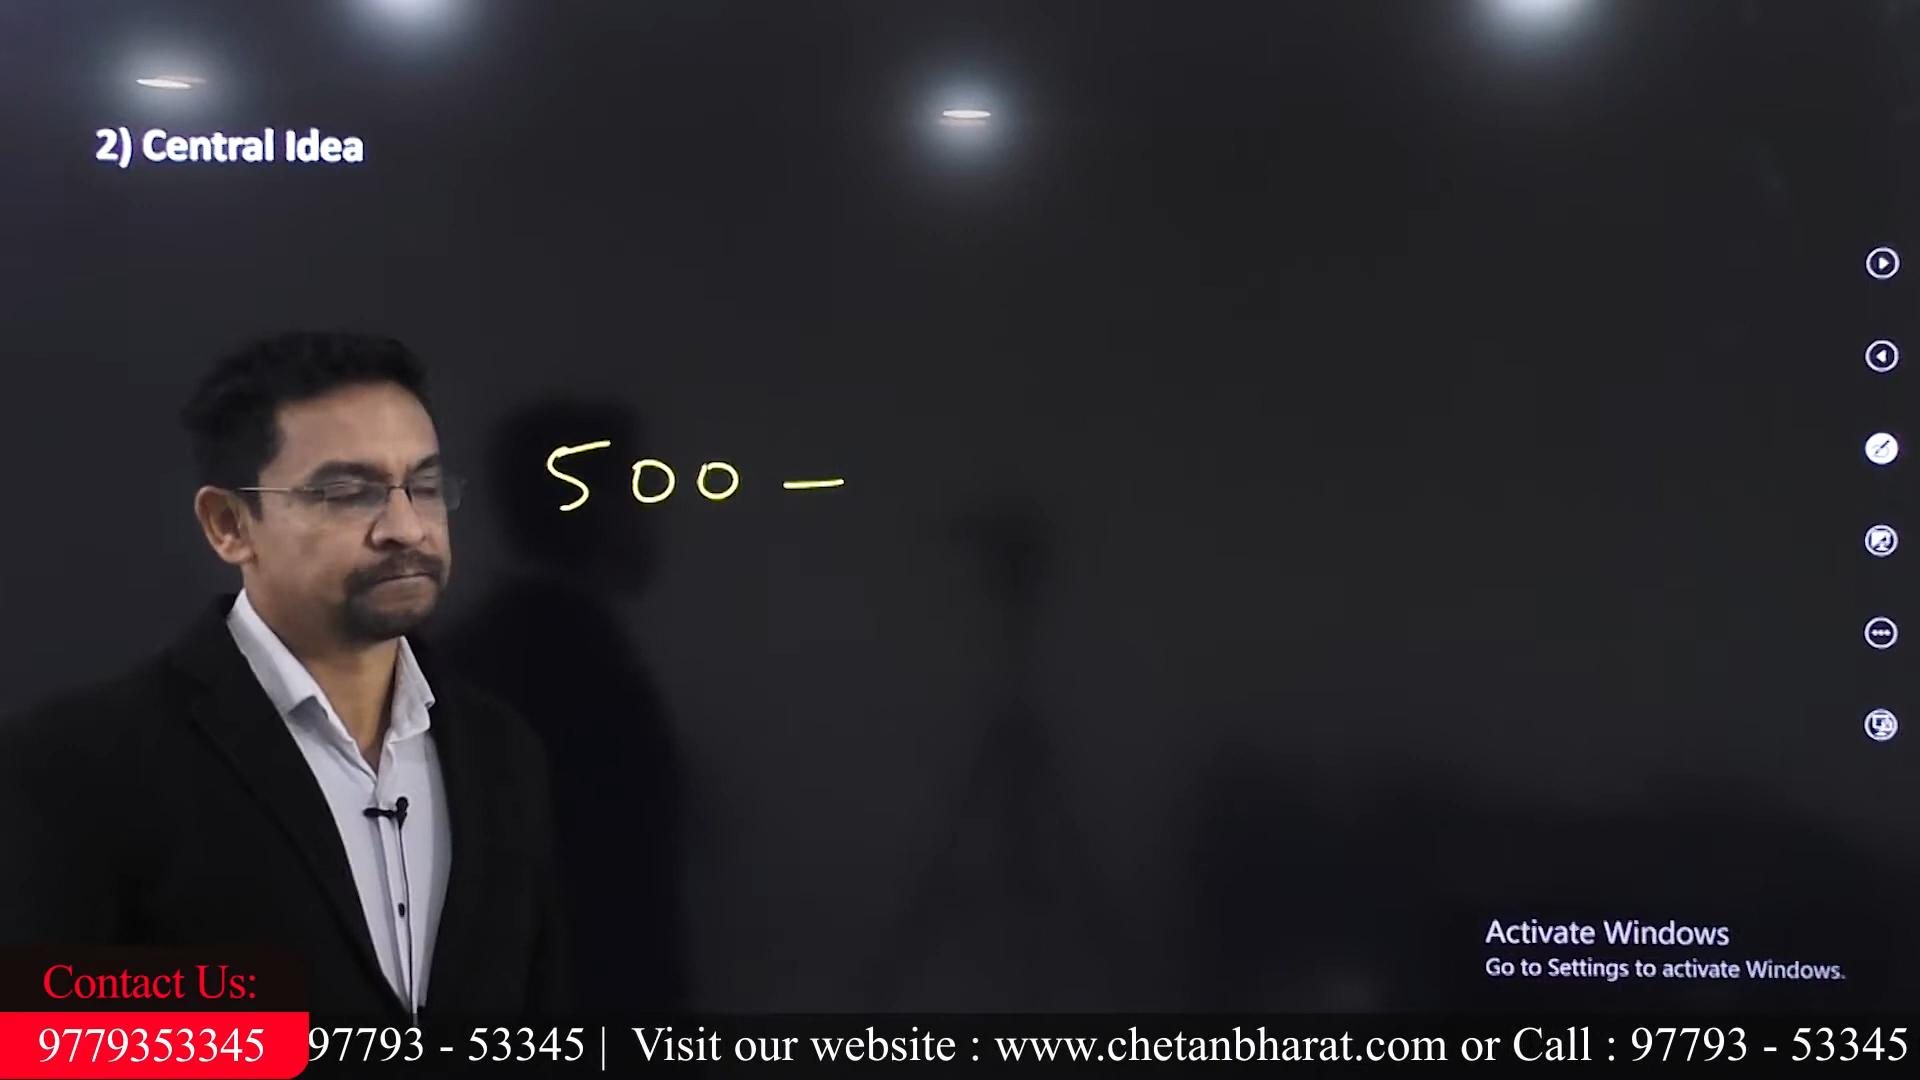 2) Central Idea
500 –
Activate Windows
Go to Settings to activate Windows.
Contact Us:
9779353345
97793 - 53345 | Visit our website : www.chetanbharat.com or Call : 97793 - 53345